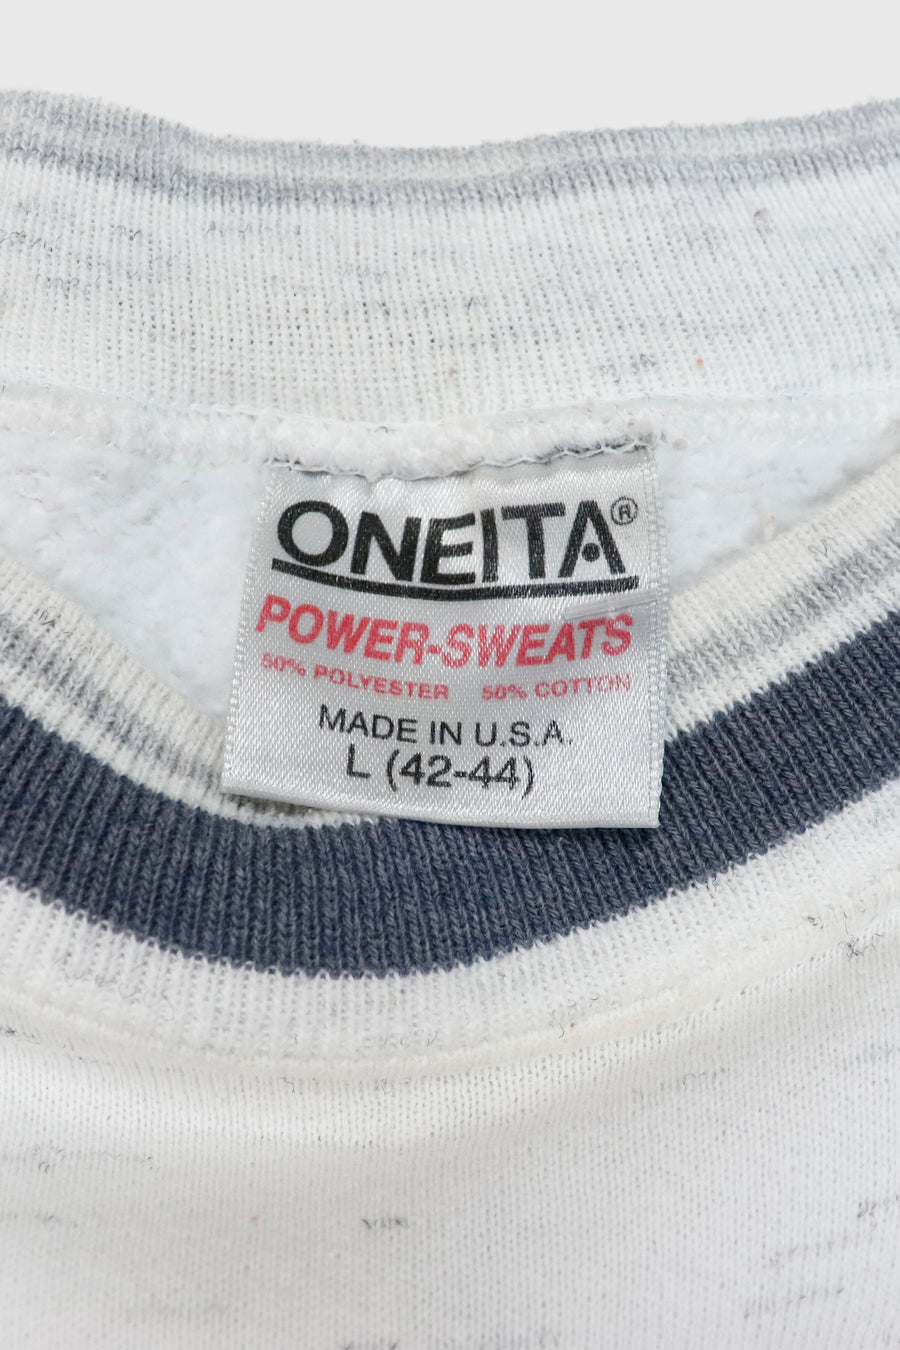 ONEITA®
POWER-SWEATS
50% POLYESTER 50% COTTON
MADE IN U.S.A.
L (42-44)